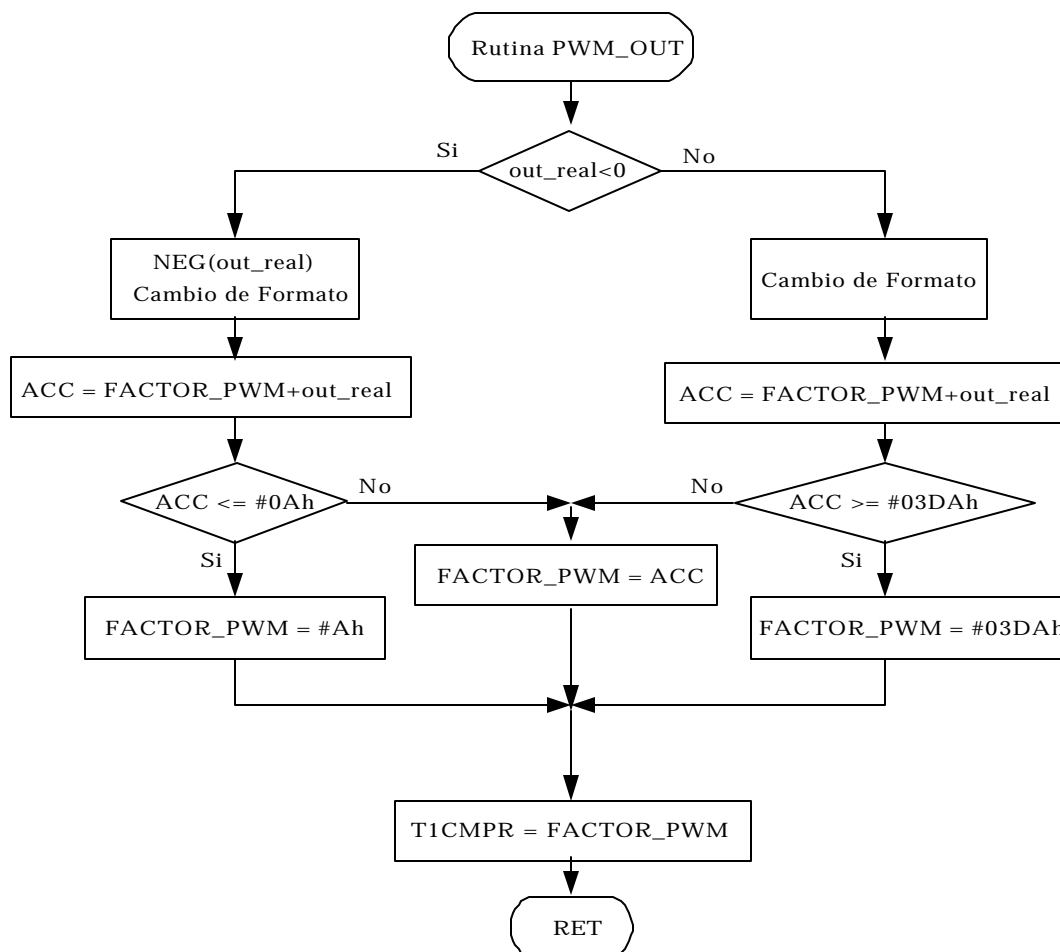 Rutina PWM_OUT
Si
out_real<0
No
NEG(out_real)
Cambio de Formato
Cambio de Formato
ACC = FACTOR_PWM+out_real
ACC = FACTOR_PWM+out_real
ACC <= #0Ah
No
No
ACC >= #03DAh
Si
FACTOR_PWM = ACC
Si
FACTOR_PWM = #Ah
FACTOR_PWM = #03DAh
T1CMPR = FACTOR_PWM
RET